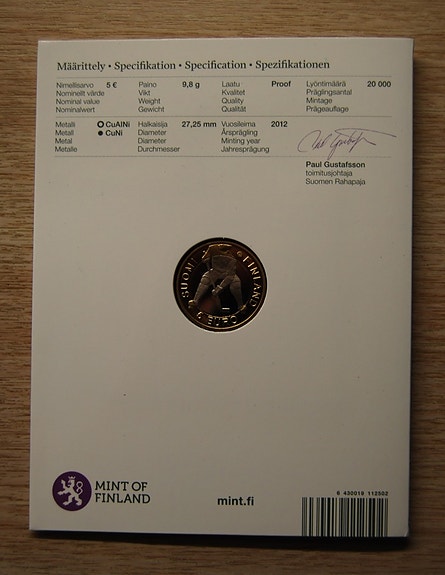 Määrittely • Specifikation • Specification • Spezifikationen
Nimellisarvo 5 € Paino 9,8 g Laatu Proof Lyöntimäärä 20 000
Nominellt värde Vikt Kvalitet Präglingsantal
Nominal value Weight Quality Mintage
Nominalwert Gewicht Qualität Prägeauflage
Metalli CuAlNi Halkaisija 27,25 mm Vuosileima 2012
Metall CuNi Diameter Årsprägling
Metal Diameter Minting year
Metalle Durchmesser Jahresprägung
Paul Gustafsson
toimitusjohtaja
Suomen Rahapaja
SUOMI FINLAND
5 EURO
MINT OF
FINLAND
mint.fi
6 430019 112502